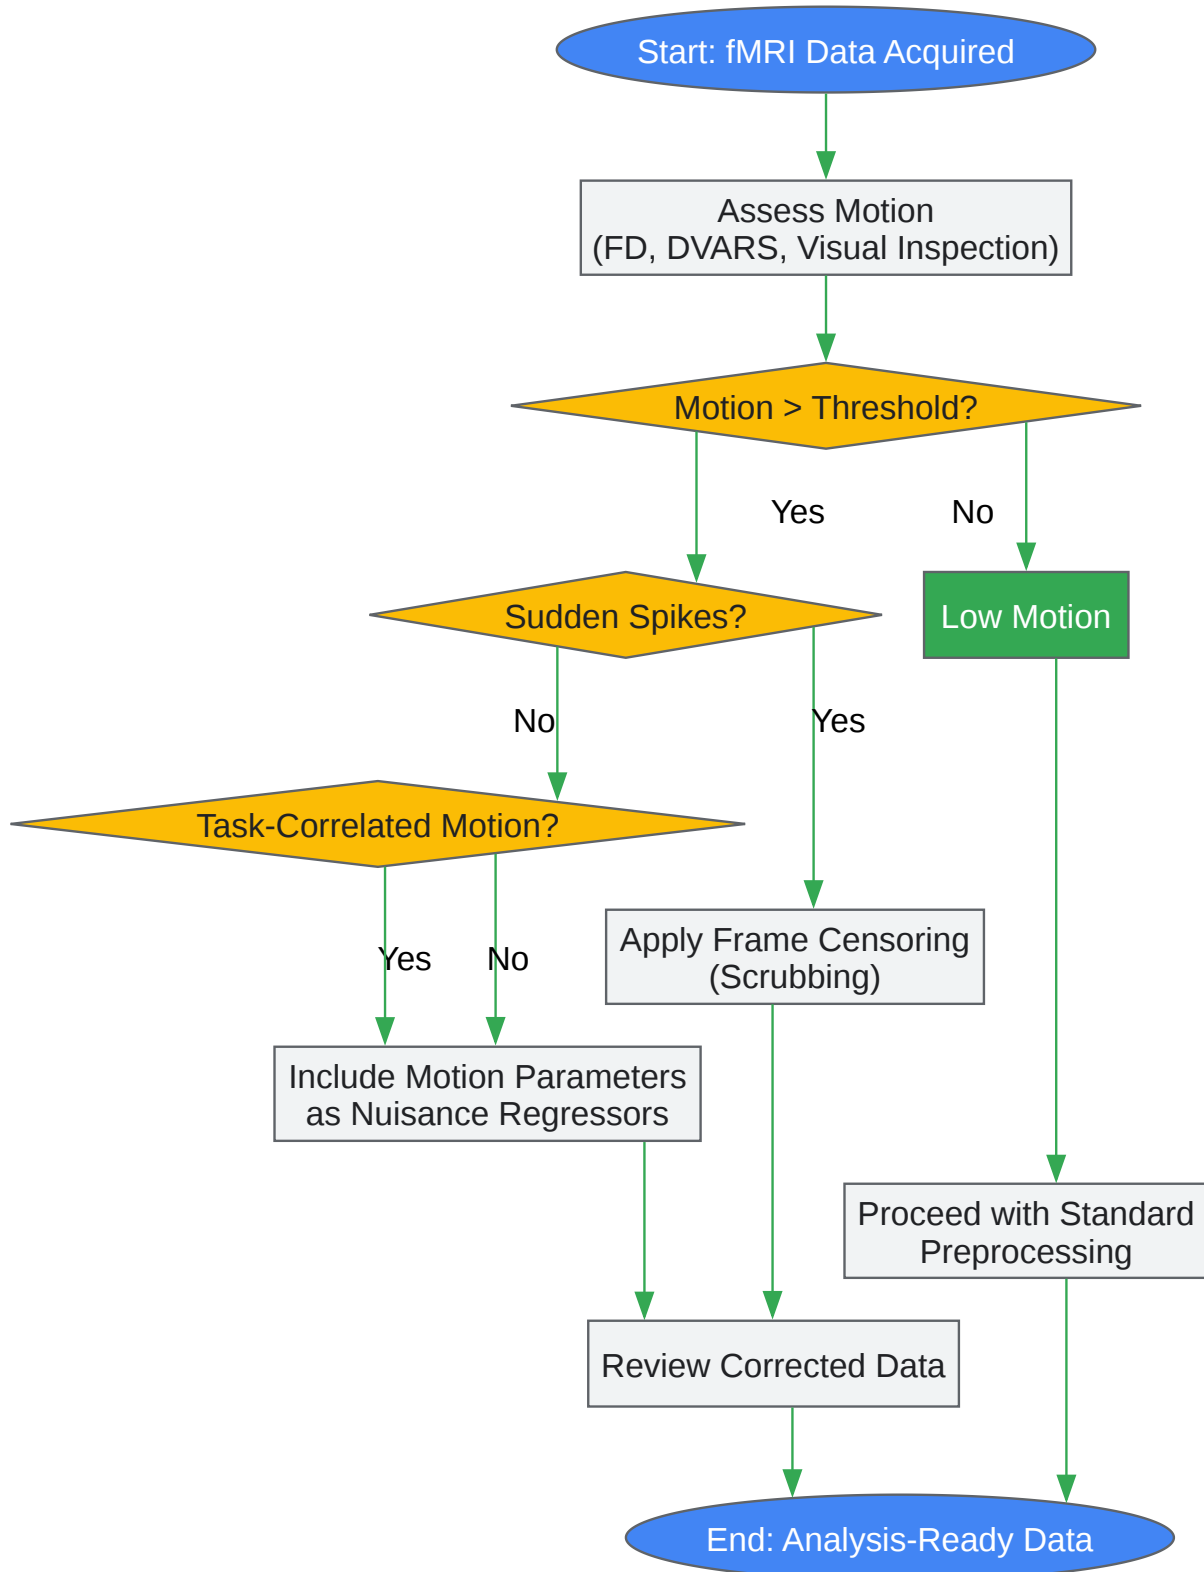 Start: fMRI Data Acquired
Assess Motion
(FD, DVARS, Visual Inspection)
Motion > Threshold?
Yes
No
Sudden Spikes?
Low Motion
No
Yes
Task-Correlated Motion?
Apply Frame Censoring
(Scrubbing)
Yes
No
Include Motion Parameters
as Nuisance Regressors
Proceed with Standard
Preprocessing
Review Corrected Data
End: Analysis-Ready Data